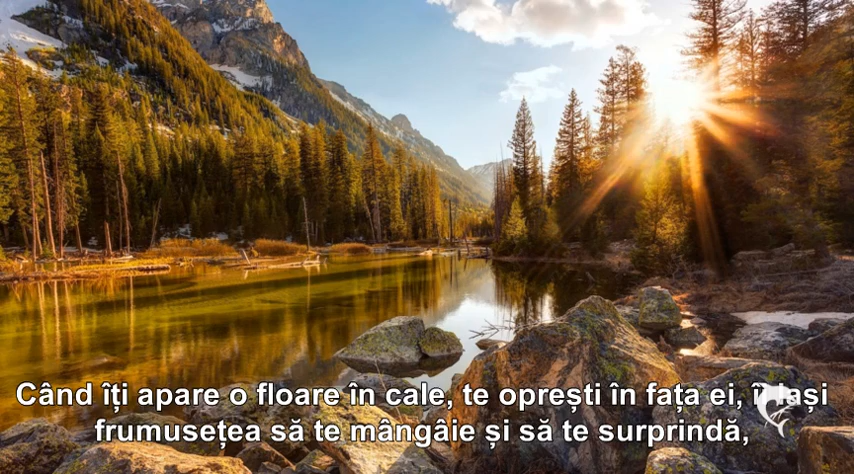 Când îți apare o floare în cale, te oprești în fața ei, îi lași
frumusețea să te mângâie și să te surprindă,